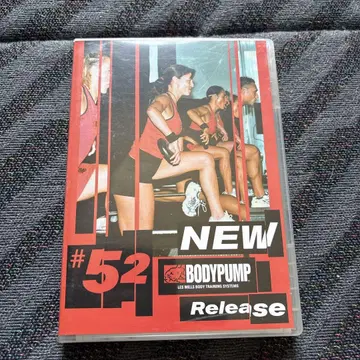 NEW
#52
BODYPUMP
LES MILLS BODY TRAINING SYSTEMS
Release